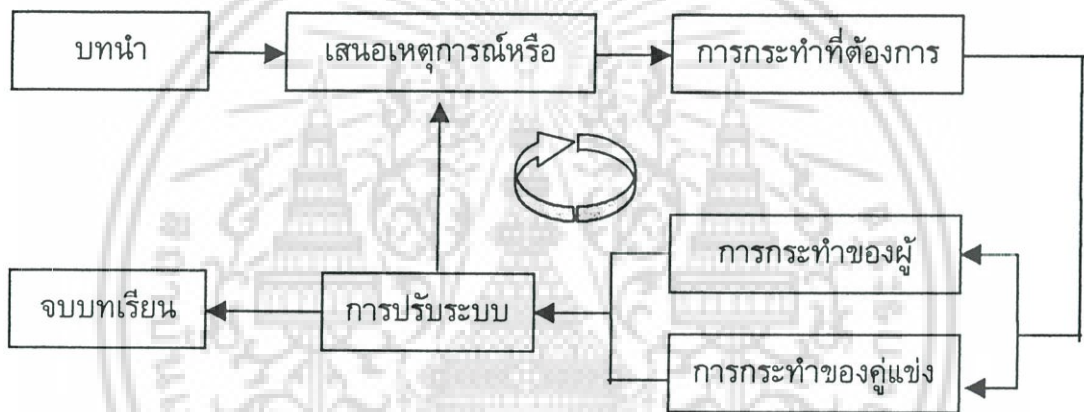 บทนำ
เสนอเหตุการณ์หรือ
การกระทำที่ต้องการ
การกระทำของผู้
การกระทำของคู่แข่ง
การปรับระบบ
จบบทเรียน